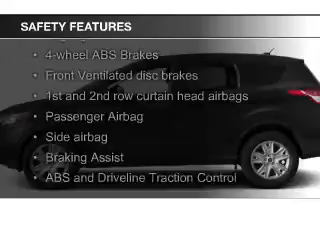 SAFETY FEATURES
• 4-wheel ABS Brakes
• Front Ventilated disc brakes
• 1st and 2nd row curtain head airbags
• Passenger Airbag
• Side airbag
• Braking Assist
• ABS and Driveline Traction Control